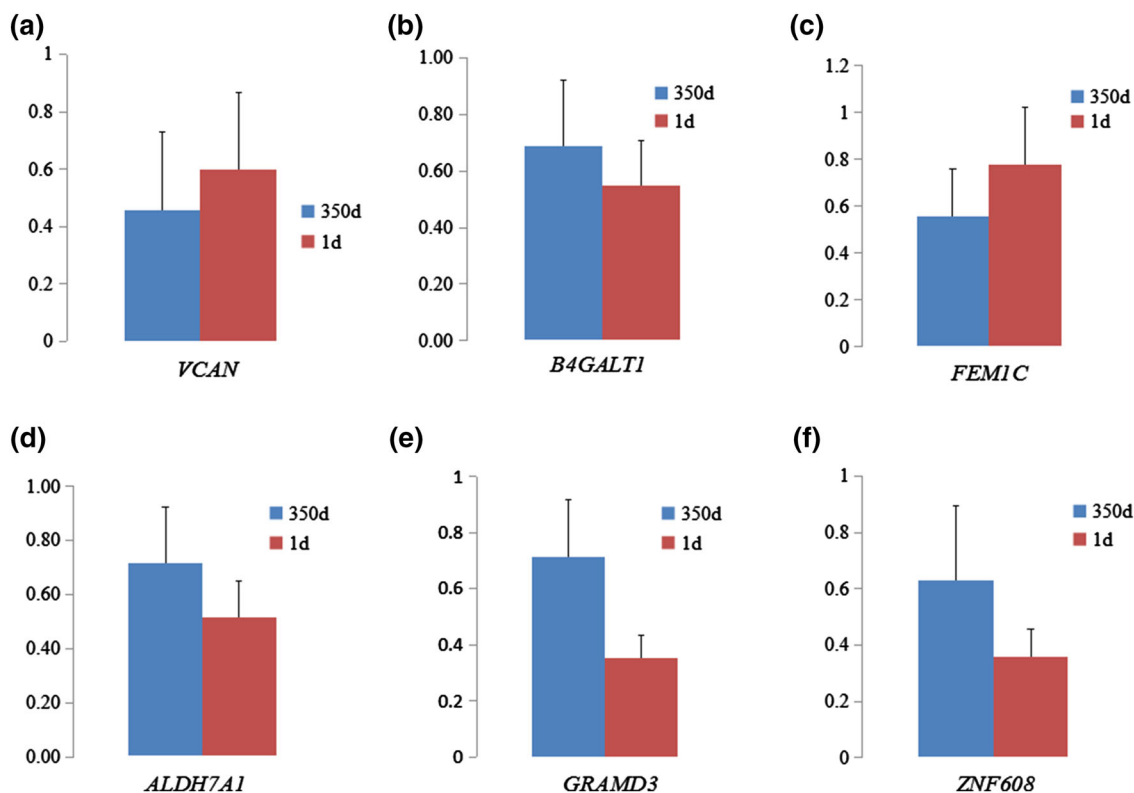 (a)
1
0.8
0.6
0.4
0.2
0
350d
1d
VCAN
(b)
1.00
0.80
0.60
0.40
0.20
0.00
350d
1d
B4GALT1
(c)
1.2
1
0.8
0.6
0.4
0.2
0
350d
1d
FEM1C
(d)
1.00
0.80
0.60
0.40
0.20
0.00
350d
1d
ALDH7A1
(e)
1
0.8
0.6
0.4
0.2
0
350d
1d
GRAMD3
(f)
1
0.8
0.6
0.4
0.2
0
350d
1d
ZNF608